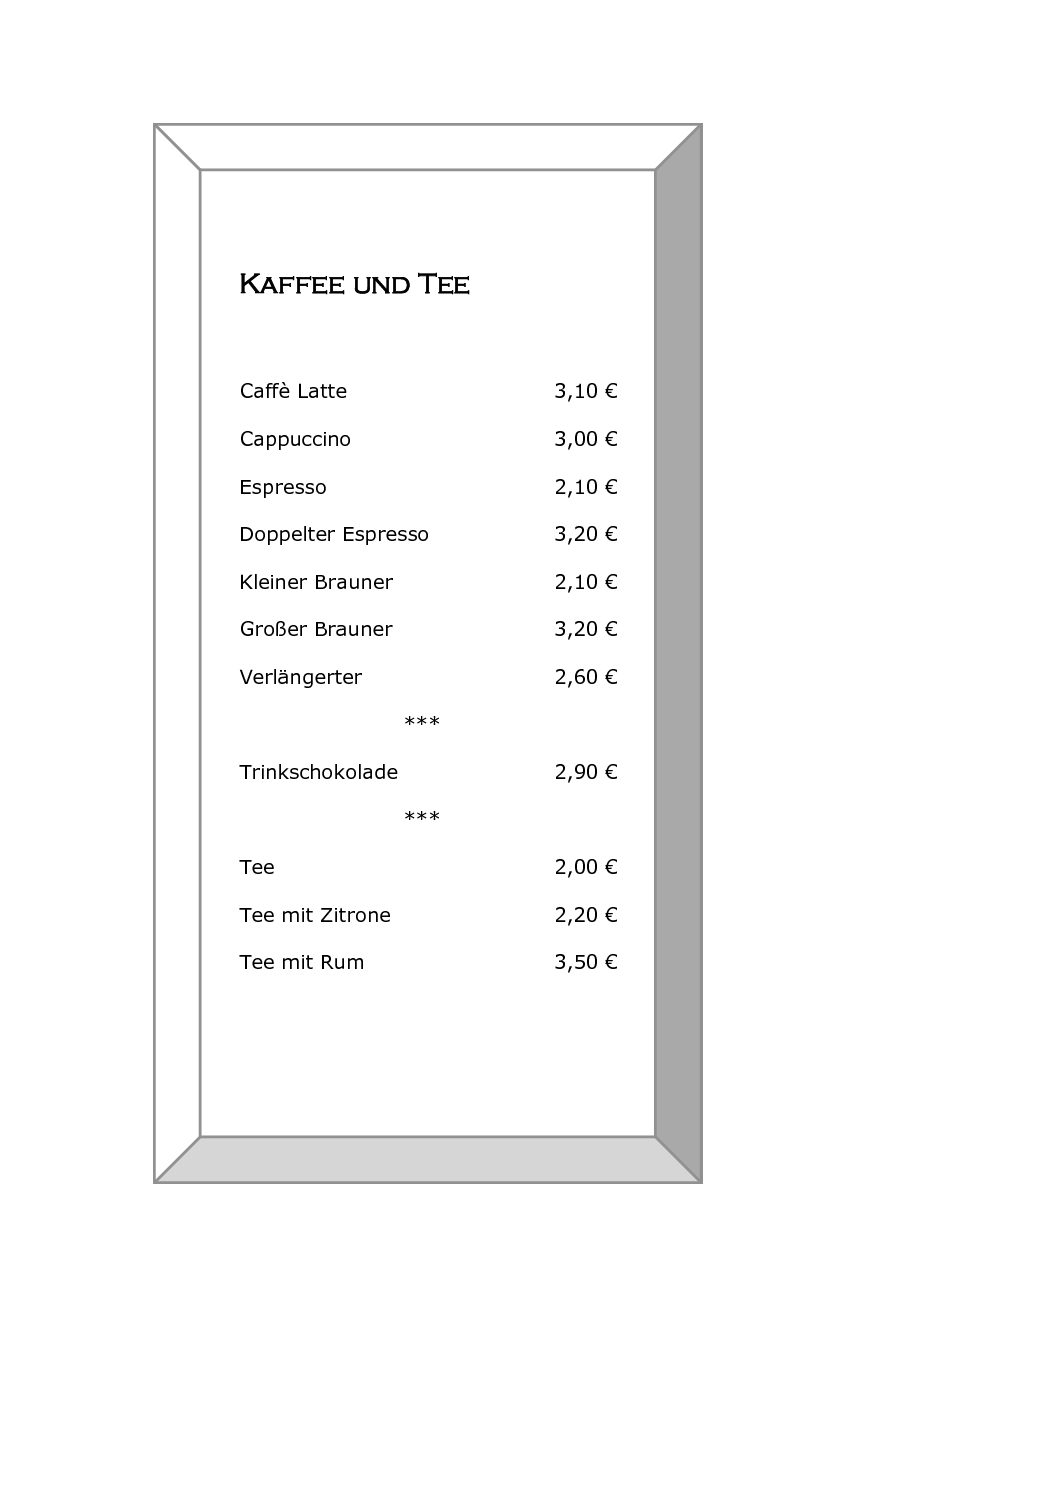 Kaffee und Tee
Caffè Latte 3,10 €
Cappuccino 3,00 €
Espresso 2,10 €
Doppelter Espresso 3,20 €
Kleiner Brauner 2,10 €
Großer Brauner 3,20 €
Verlängerter 2,60 €
***
Trinkschokolade 2,90 €
***
Tee 2,00 €
Tee mit Zitrone 2,20 €
Tee mit Rum 3,50 €